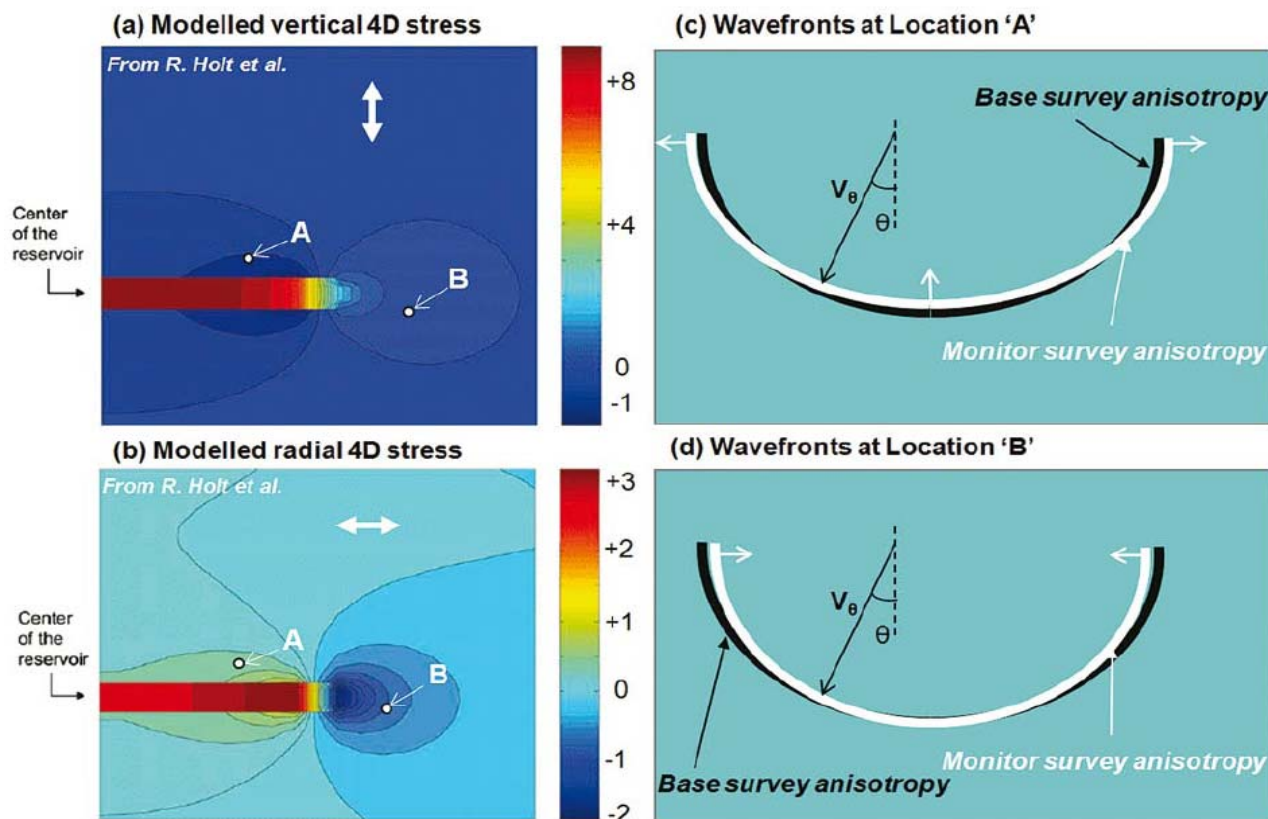 (a) Modelled vertical 4D stress
From R. Holt et al.
Center
of the
reservoir
A
B
+8
+4
0
-1
(b) Modelled radial 4D stress
From R. Holt et al.
Center
of the
reservoir
A
B
+3
+2
+1
0
-1
-2
(c) Wavefronts at Location ‘A’
Base survey anisotropy
Vθ
θ
Monitor survey anisotropy
(d) Wavefronts at Location ‘B’
Vθ
θ
Monitor survey anisotropy
Base survey anisotropy